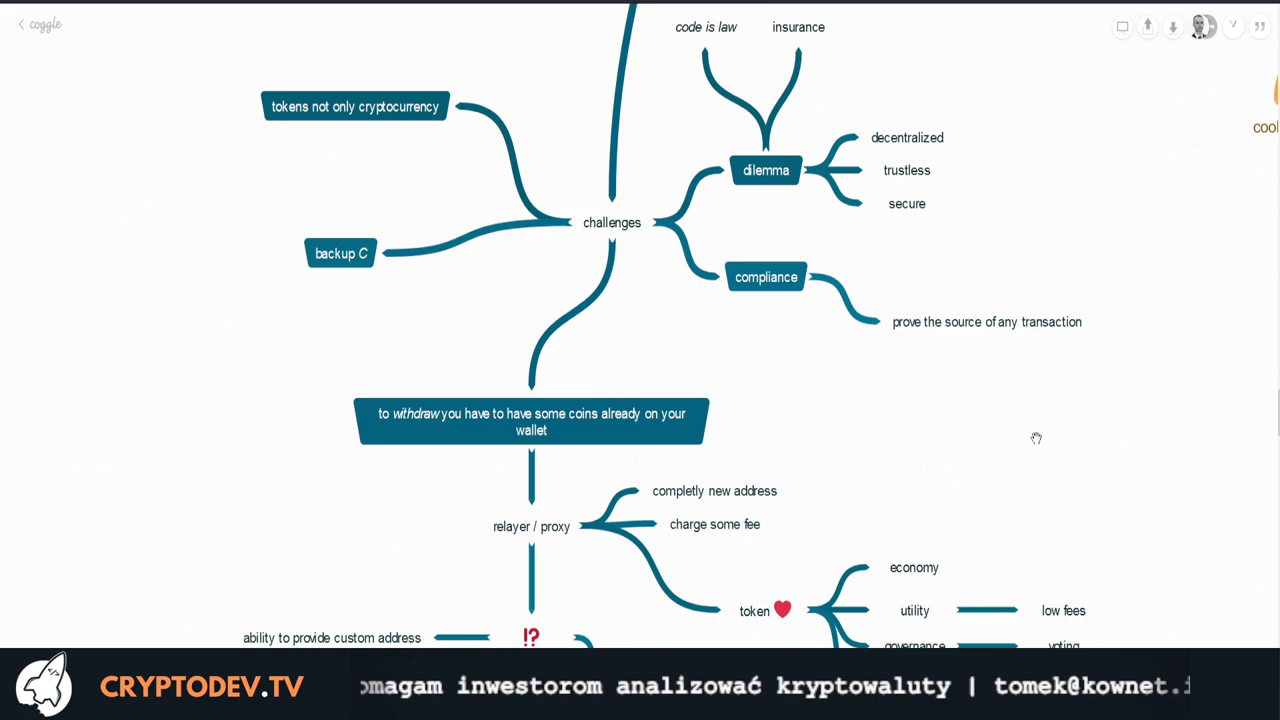 coggle
code is law
insurance
tokens not only cryptocurrency
decentralized
dilemma
trustless
secure
challenges
backup C
compliance
prove the source of any transaction
to withdraw you have to have some coins already on your
wallet
completly new address
relayer / proxy
charge some fee
economy
token
utility
low fees
ability to provide custom address
!?
governance
voting
CRYPTODEV.TV
omagam inwestorom analizować kryptowaluty | tomek@kownet.i